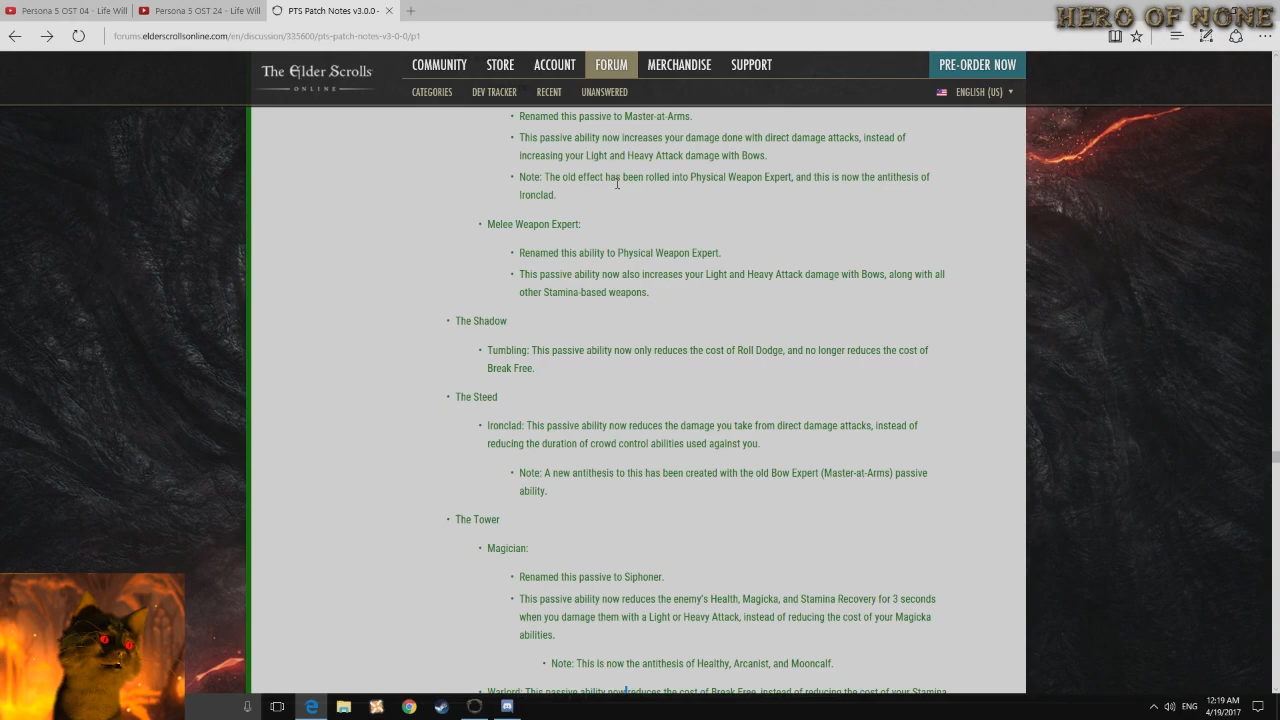 Persona 5 OST 04 - Life Will
Persona 5 OST 24 - Life Will
PTS Patch Notes v3.0.0 -
HERO OF NONE
forums.elderscrollsonline.com/en/discussion/335600/pts-patch-notes-v3-0-0/p1
The Elder Scrolls
ONLINE
COMMUNITY STORE ACCOUNT FORUM MERCHANDISE SUPPORT PRE-ORDER NOW
CATEGORIES DEV TRACKER RECENT UNANSWERED ENGLISH (US)
• Renamed this passive to Master-at-Arms.
• This passive ability now increases your damage done with direct damage attacks, instead of
increasing your Light and Heavy Attack damage with Bows.
• Note: The old effect has been rolled into Physical Weapon Expert, and this is now the antithesis of
Ironclad.
• Melee Weapon Expert:
• Renamed this ability to Physical Weapon Expert.
• This passive ability now also increases your Light and Heavy Attack damage with Bows, along with all
other Stamina-based weapons.
• The Shadow
• Tumbling: This passive ability now only reduces the cost of Roll Dodge, and no longer reduces the cost of
Break Free.
• The Steed
• Ironclad: This passive ability now reduces the damage you take from direct damage attacks, instead of
reducing the duration of crowd control abilities used against you.
• Note: A new antithesis to this has been created with the old Bow Expert (Master-at-Arms) passive
ability.
• The Tower
• Magician:
• Renamed this passive to Siphoner.
• This passive ability now reduces the enemy's Health, Magicka, and Stamina Recovery for 3 seconds
when you damage them with a Light or Heavy Attack, instead of reducing the cost of your Magicka
abilities.
• Note: This is now the antithesis of Healthy, Arcanist, and Mooncalf.
• Warlord: This passive ability now reduces the cost of Break Free, instead of reducing the cost of your Stamina
ENG 12:19 AM
4/19/2017